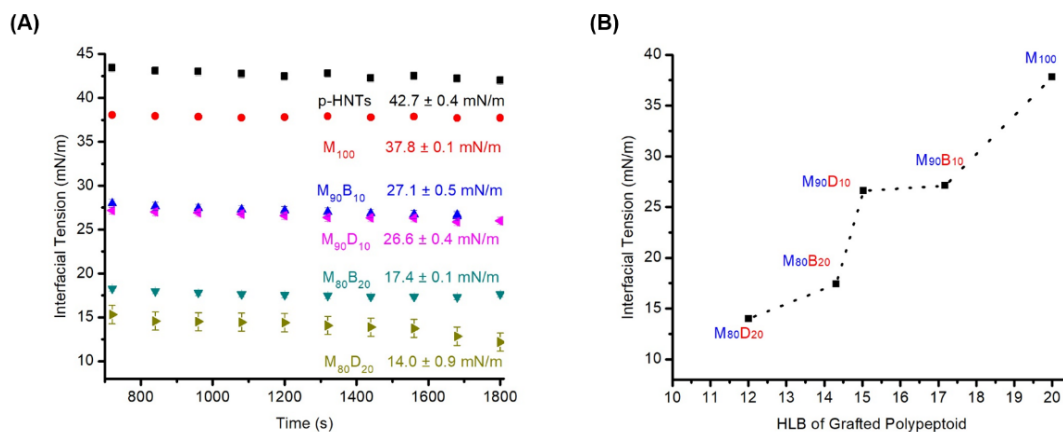 (A)
45
40
35
30
25
20
15
10
Interfacial Tension (mN/m)
p-HNTs 42.7 ± 0.4 mN/m
M100 37.8 ± 0.1 mN/m
M90B10 27.1 ± 0.5 mN/m
M90D10 26.6 ± 0.4 mN/m
M80B20 17.4 ± 0.1 mN/m
M80D20 14.0 ± 0.9 mN/m
800 1000 1200 1400 1600 1800
Time (s)
(B)
40
35
30
25
20
15
10
Interfacial Tension (mN/m)
M100
M90B10
M90D10
M80B20
M80D20
10 11 12 13 14 15 16 17 18 19 20
HLB of Grafted Polypeptoid